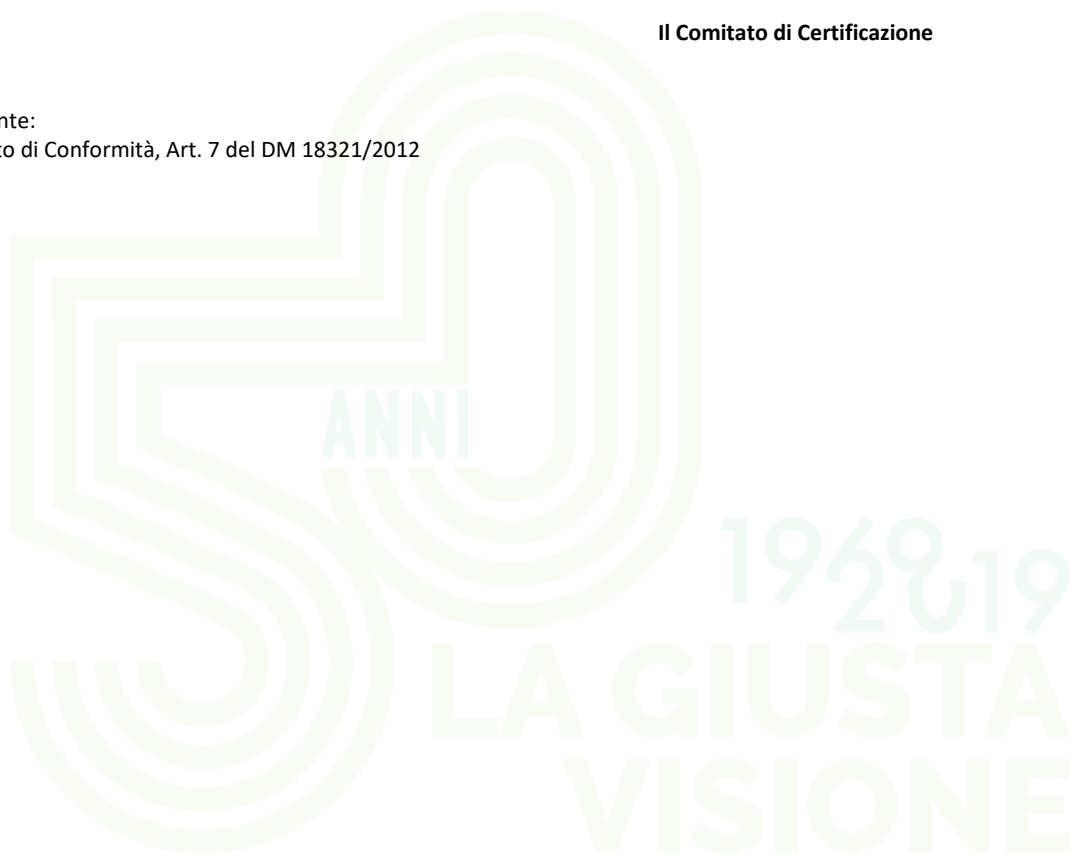 Il Comitato di Certificazione
nte:
to di Conformità, Art. 7 del DM 18321/2012
50
ANNI
1969
2019
LA GIUSTA
VISIONE